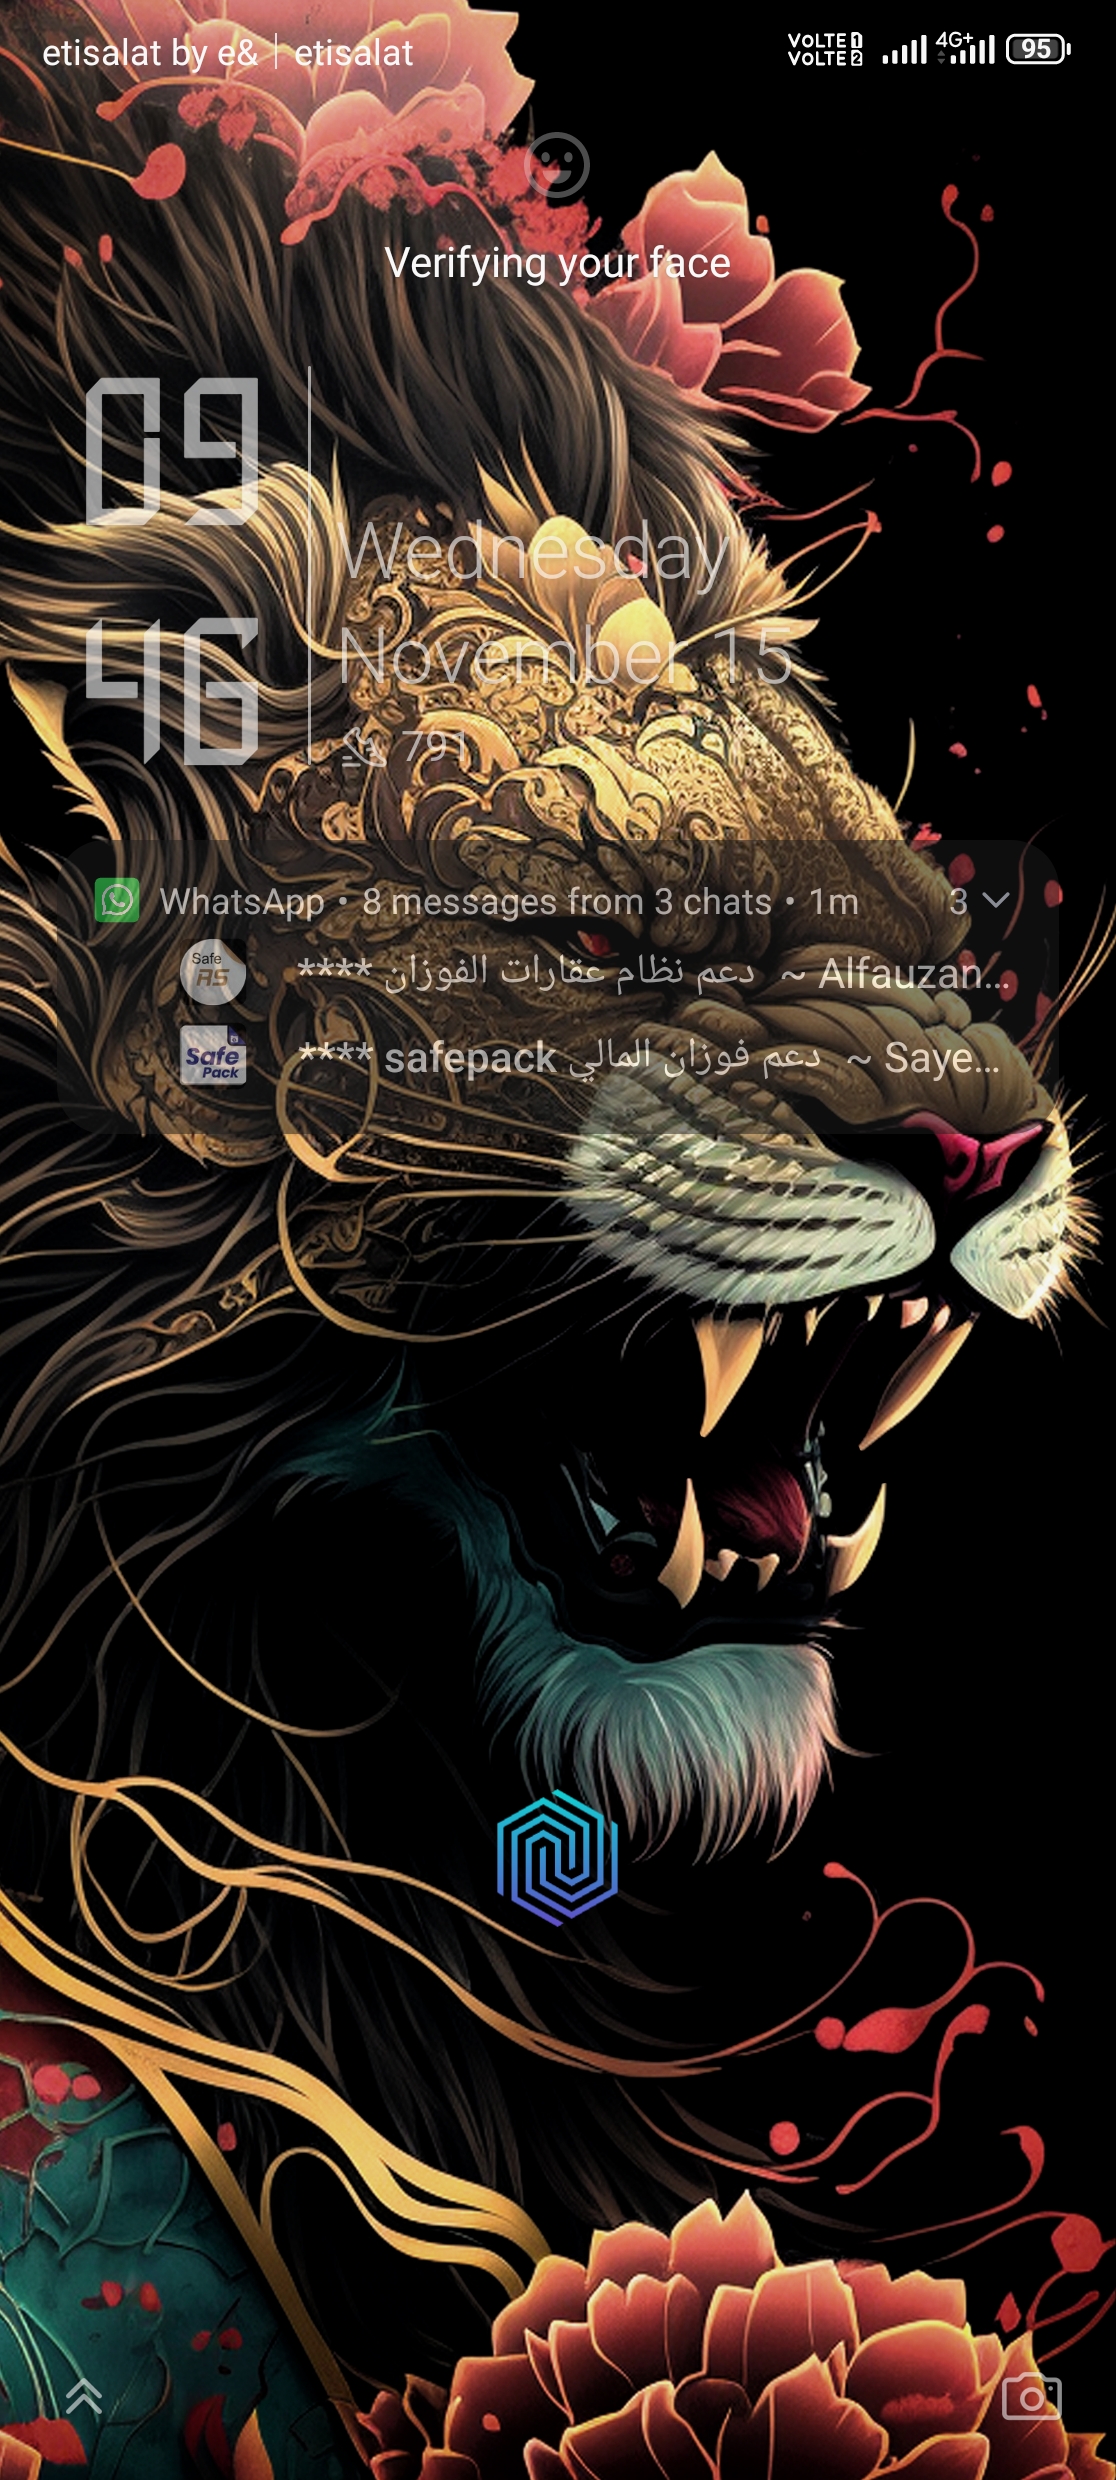 etisalat by e& | etisalat
VOLTE 1
VOLTE 2
4G+
95
Verifying your face
09
46
Wednesday
November 15
791
WhatsApp • 8 messages from 3 chats • 1m 3
Safe RS
**** دعم نظام عقارات الفوزان ~ Alfauzan…
Safe Pack
**** safepack دعم فوزان المالي ~ Saye…